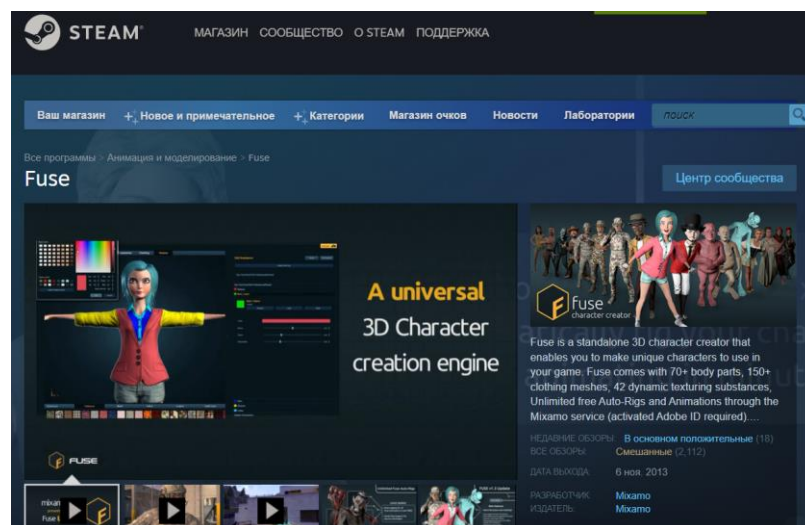 STEAM®
МАГАЗИН СООБЩЕСТВО О STEAM ПОДДЕРЖКА
Ваш магазин Новое и примечательное Категории Магазин очков Новости Лаборатории поиск
Все программы > Анимация и моделирование > Fuse
Fuse
Центр сообщества
A universal
3D Character
creation engine
FUSE
fuse
character creator
Fuse is a standalone 3D character creator that
enables you to make unique characters to use in
your game. Fuse comes with 70+ body parts, 150+
clothing meshes, 42 dynamic texturing substances,
Unlimited free Auto-Rigs and Animations through the
Mixamo service (activated Adobe ID required)....
НЕДАВНИЕ ОБЗОРЫ: В основном положительные (18)
ВСЕ ОБЗОРЫ: Смешанные (2,112)
ДАТА ВЫХОДА: 6 ноя. 2013
РАЗРАБОТЧИК: Mixamo
ИЗДАТЕЛЬ: Mixamo